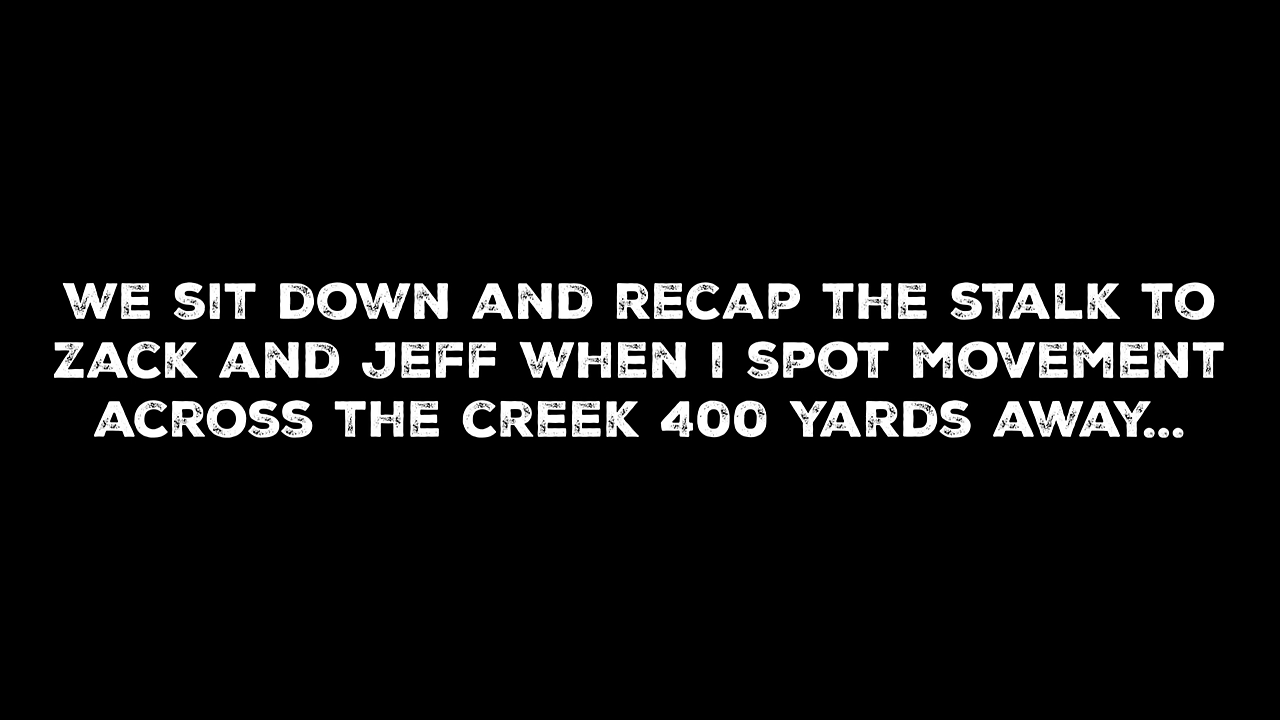 WE SIT DOWN AND RECAP THE STALK TO
ZACK AND JEFF WHEN I SPOT MOVEMENT
ACROSS THE CREEK 400 YARDS AWAY...